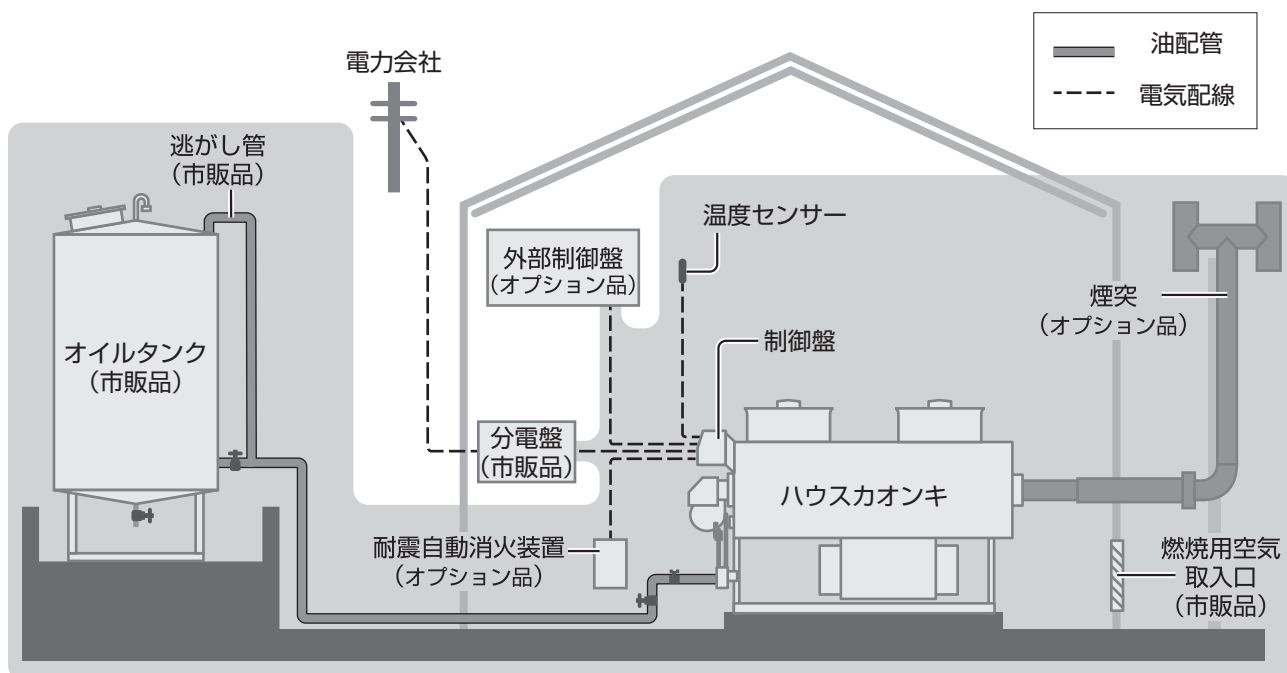 油配管
電気配線
電力会社
逃がし管
（市販品）
温度センサー
外部制御盤
（オプション品）
煙突
（オプション品）
オイルタンク
（市販品）
制御盤
分電盤
（市販品）
ハウスカオンキ
耐震自動消火装置
（オプション品）
燃焼用空気
取入口
（市販品）